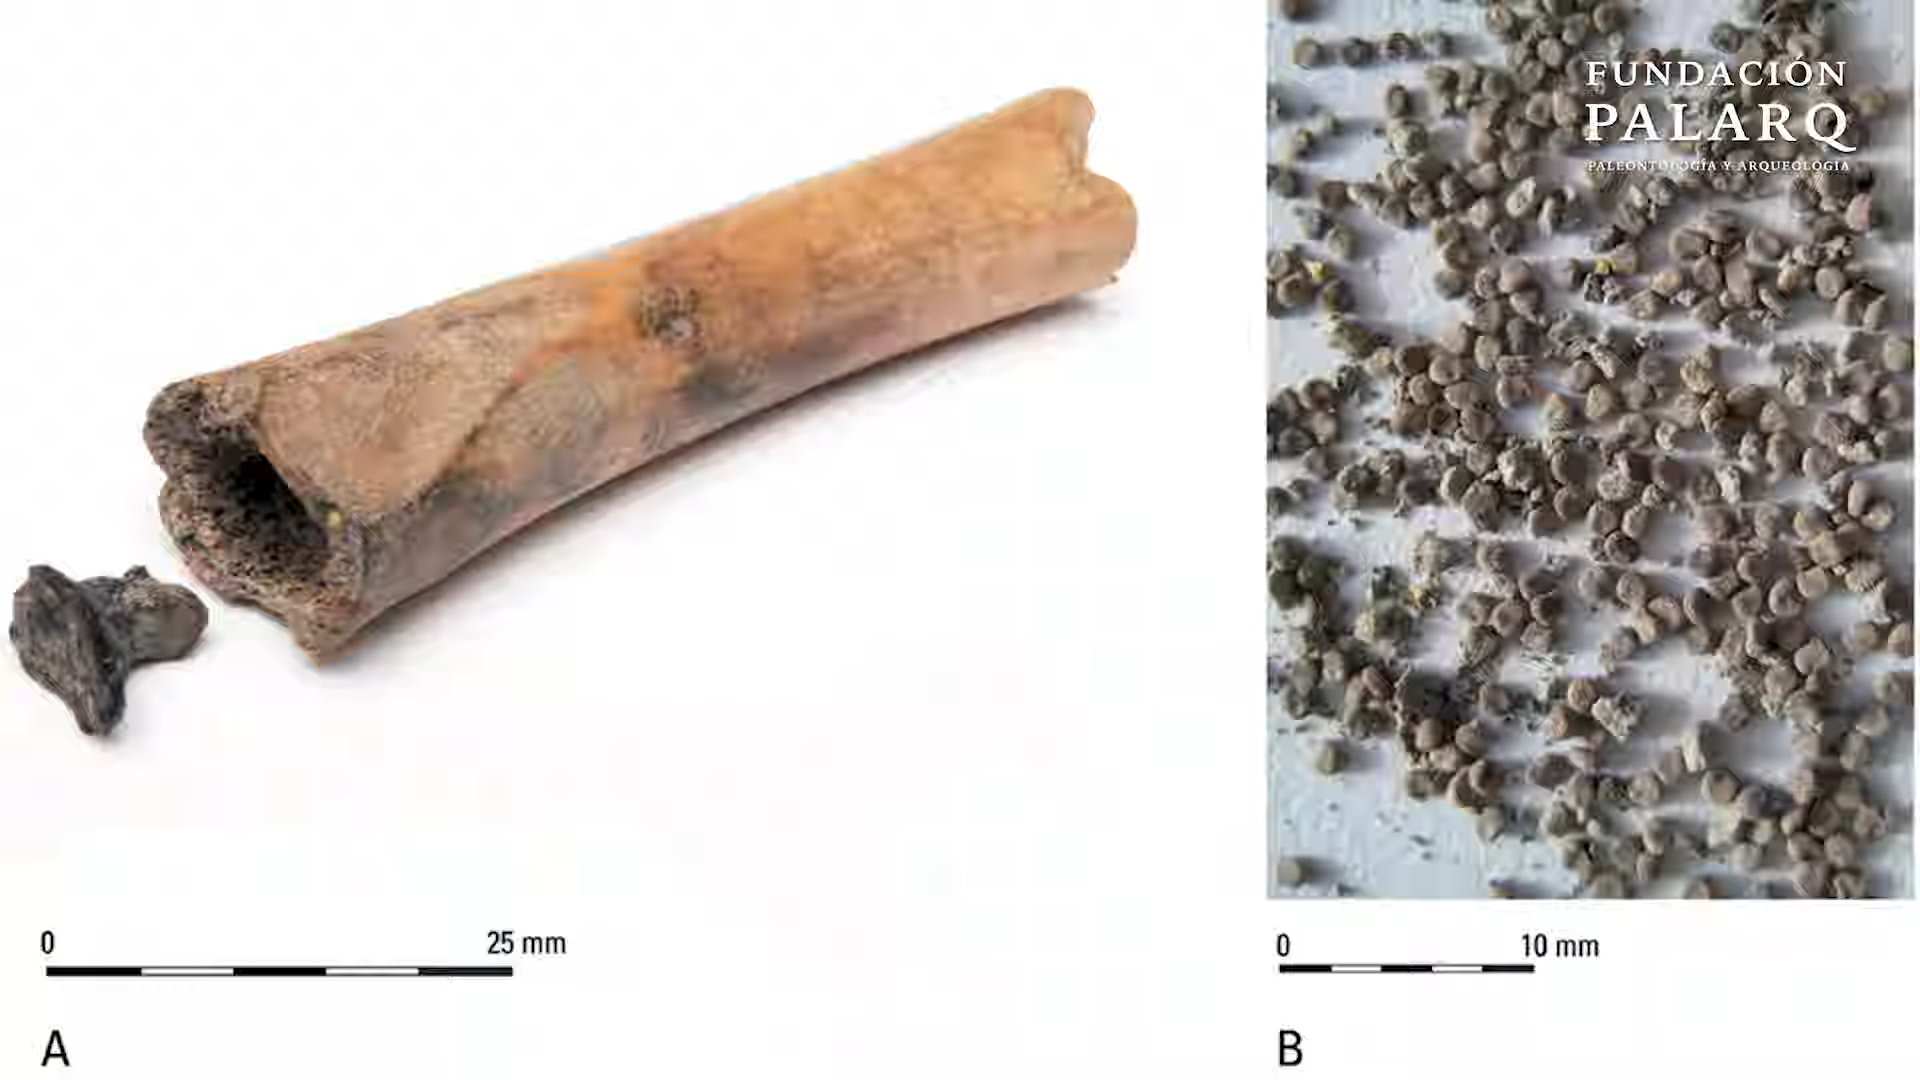 FUNDACIÓN
PALARQ
PALEONTOLOGÍA Y ARQUEOLOGÍA
0 25 mm
0 10 mm
A
B